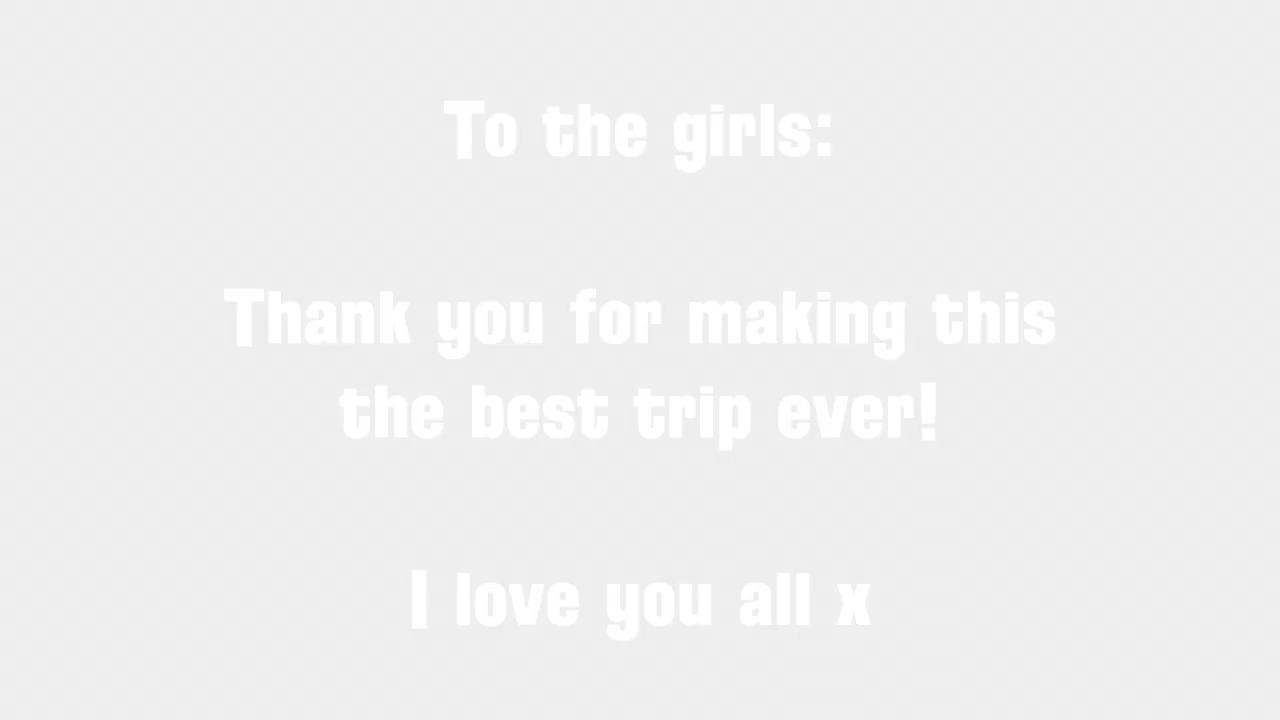 To the girls:
Thank you for making this
the best trip ever!
I love you all x